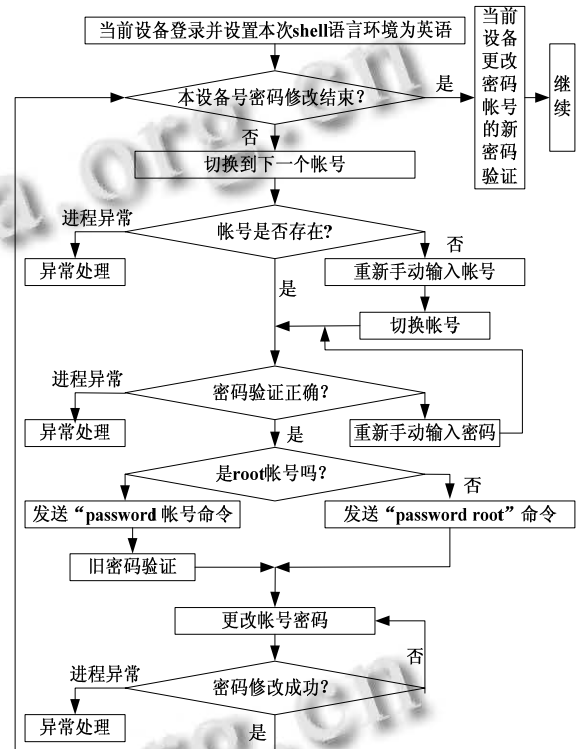 当前设备登录并设置本次shell语言环境为英语
本设备号密码修改结束？
是
当前
设备
更改
密码
帐号
的新
密码
验证
继
续
否
切换到下一个帐号
进程异常
帐号是否存在?
否
异常处理
重新手动输入帐号
是
切换帐号
进程异常
密码验证正确？
异常处理
重新手动输入密码
是
是root帐号吗？
否
发送“password 帐号命令
发送“password root”命令
旧密码验证
更改帐号密码
否
进程异常
密码修改成功？
异常处理
是
a.org.cn
org.cn